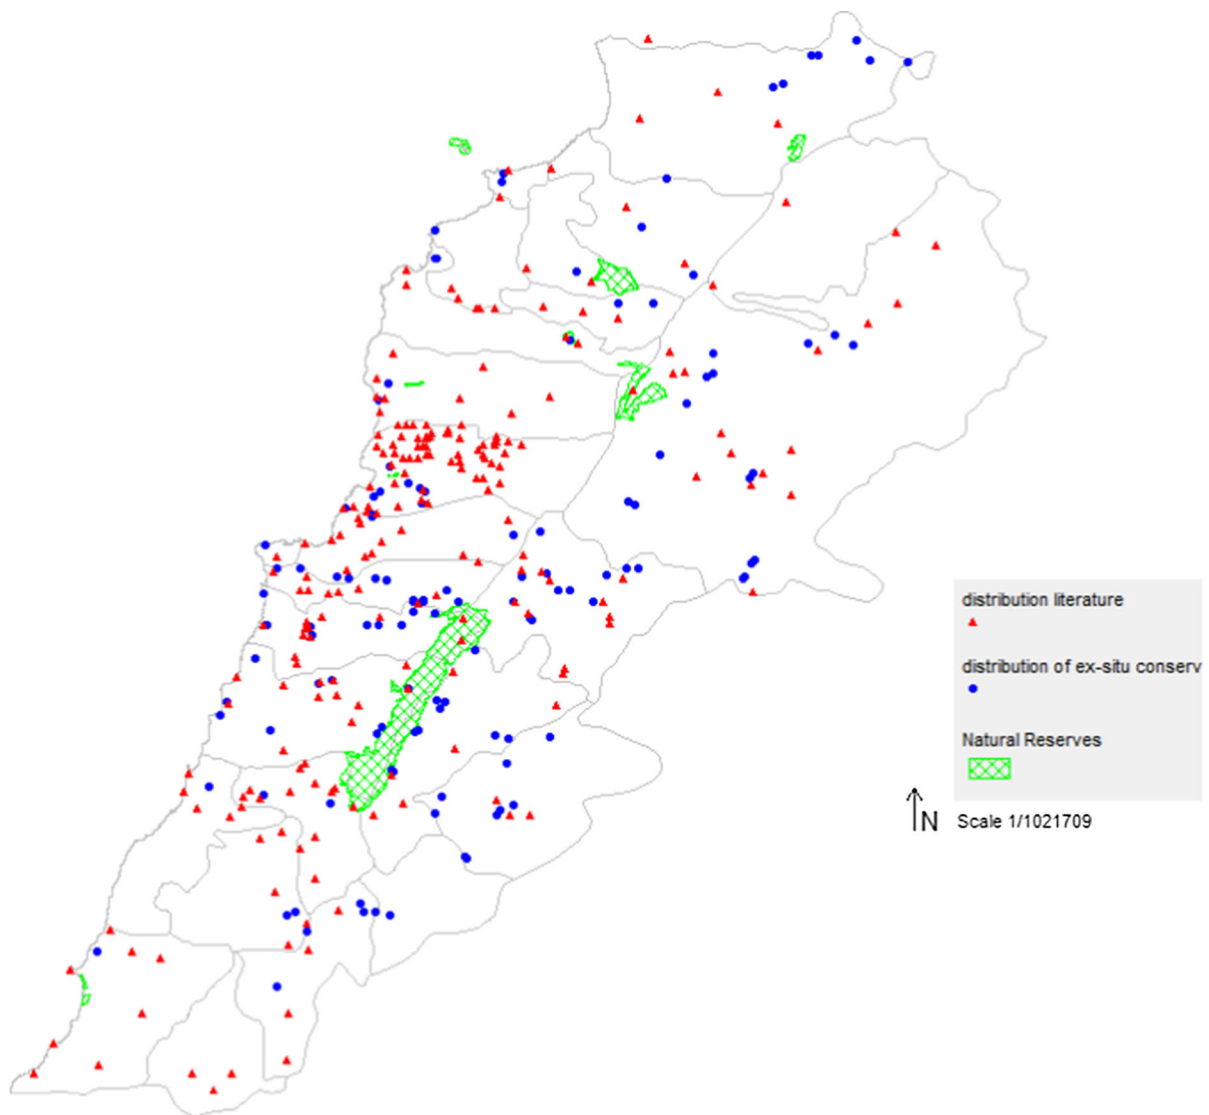 distribution literature
distribution of ex-situ conserv
Natural Reserves
N
Scale 1/1021709